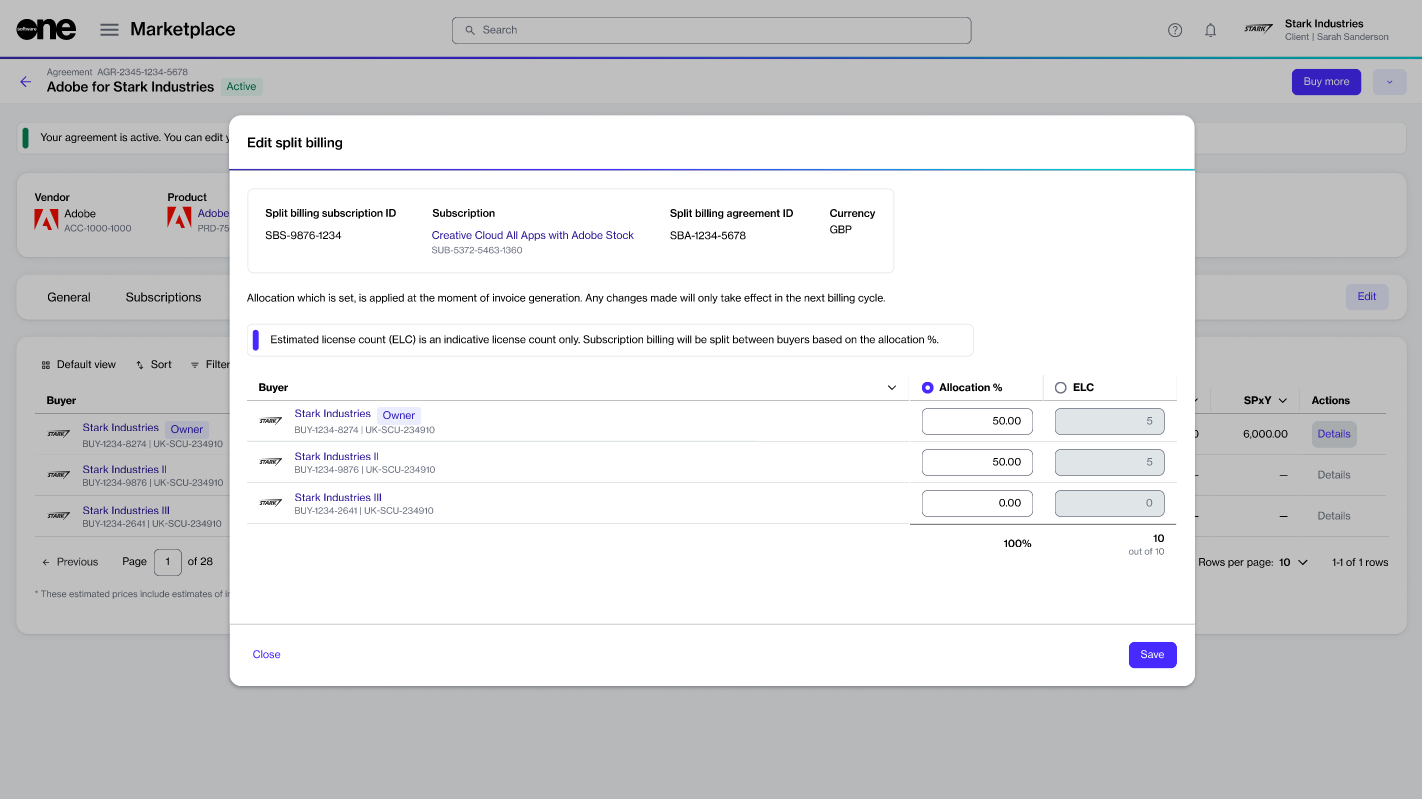 software one
Marketplace
Search
Stark Industries
Client | Sarah Sanderson
STARK
Agreement AGR-2345-1234-5678
Adobe for Stark Industries Active
Buy more
Your agreement is active. You can edit
Edit split billing
Vendor
Adobe
ACC-1000-1000
Product
Adobe
PRD-75
Split billing subscription ID
SBS-9876-1234
Subscription
Creative Cloud All Apps with Adobe Stock
SUB-5372-5463-1360
Split billing agreement ID
SBA-1234-5678
Currency
GBP
General Subscriptions
Edit
Allocation which is set, is applied at the moment of invoice generation. Any changes made will only take effect in the next billing cycle.
Estimated license count (ELC) is an indicative license count only. Subscription billing will be split between buyers based on the allocation %.
Default view Sort Filter
Buyer
STARK
Stark Industries Owner
BUY-1234-8274 | UK-SCU-234910
STARK
Stark Industries II
BUY-1234-9876 | UK-SCU-234910
STARK
Stark Industries III
BUY-1234-2641 | UK-SCU-234910
Previous Page 1 of 28
* These estimated prices include estimates of
Buyer Allocation % ELC
STARK
Stark Industries Owner
BUY-1234-8274 | UK-SCU-234910
50.00 5
STARK
Stark Industries II
BUY-1234-9876 | UK-SCU-234910
50.00 5
STARK
Stark Industries III
BUY-1234-2641 | UK-SCU-234910
0.00 0
100% 10
out of 10
SPxY Actions
6,000.00 Details
— Details
— Details
Rows per page: 10 1-1 of 1 rows
Close Save